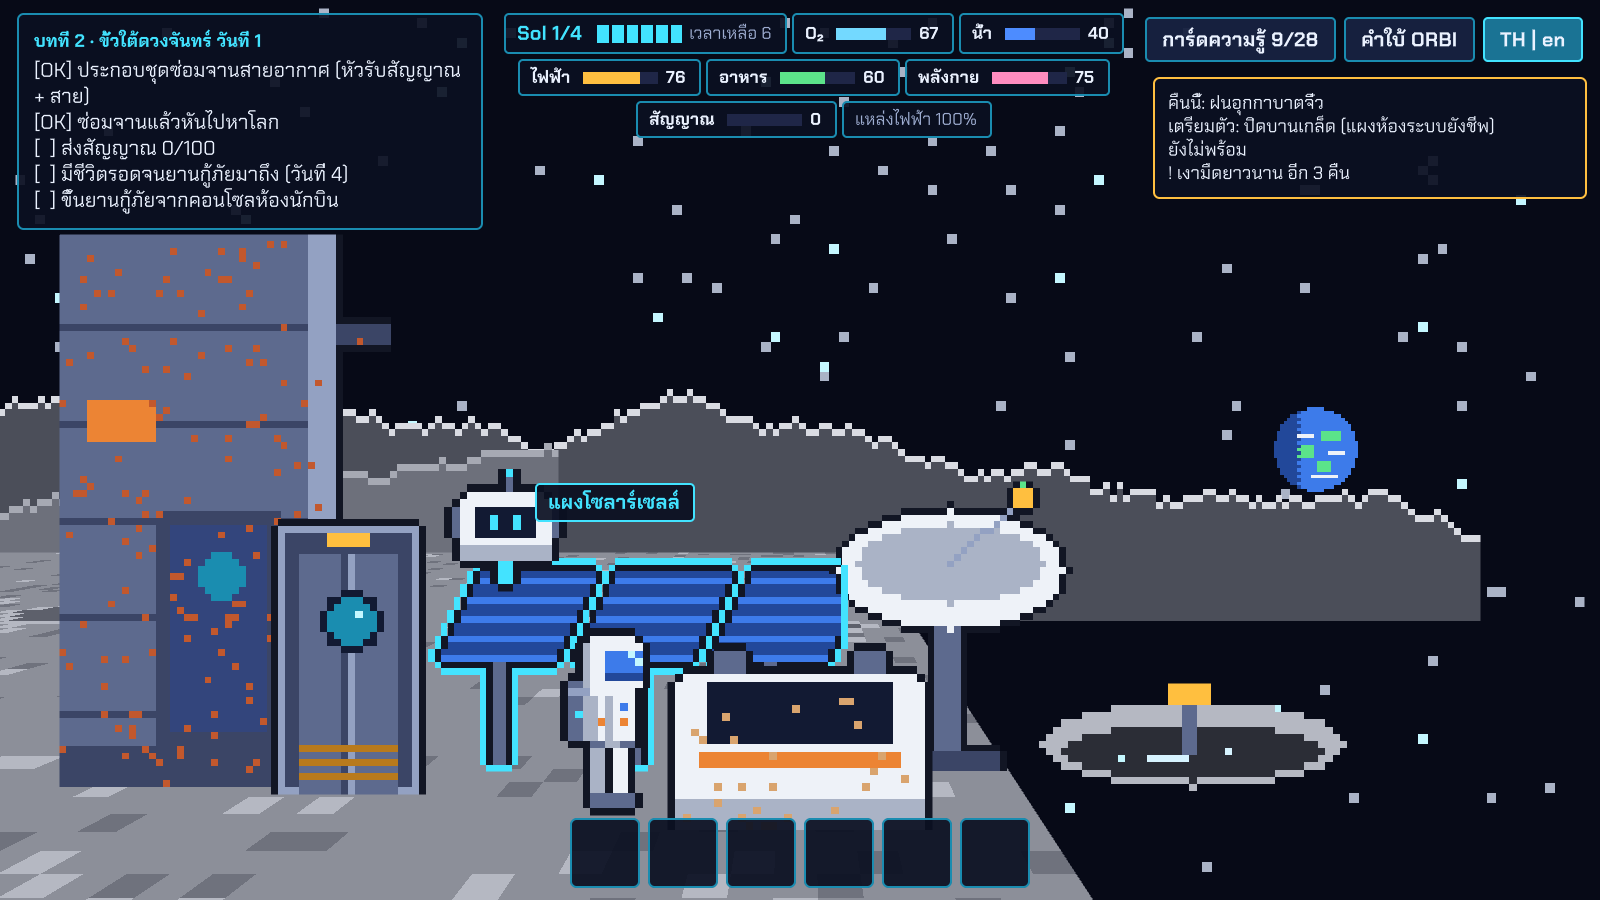 บทที่ 2 · ขั้วใต้ดวงจันทร์ วันที่ 1
[OK] ประกอบชุดซ่อมจานสายอากาศ (หัวรับสัญญาณ
+ สาย)
[OK] ซ่อมจานแล้วหันไปหาโลก
[ ] ส่งสัญญาณ 0/100
[ ] มีชีวิตรอดจนยานกู้ภัยมาถึง (วันที่ 4)
[ ] ขึ้นยานกู้ภัยจากคอนโซลห้องนักบิน
Sol 1/4 เวลาเหลือ 6
O₂ 67
น้ำ 40
ไฟฟ้า 76
อาหาร 60
พลังกาย 75
สัญญาณ 0
แหล่งไฟฟ้า 100%
การ์ดความรู้ 9/28
คำใบ้ ORBI
TH | en
คืนนี้: ฝนอุกกาบาตจิ๋ว
เตรียมตัว: ปิดบานเกล็ด (แผงห้องระบบยังชีพ)
ยังไม่พร้อม
! เงามืดยาวนาน อีก 3 คืน
แผงโซลาร์เซลล์